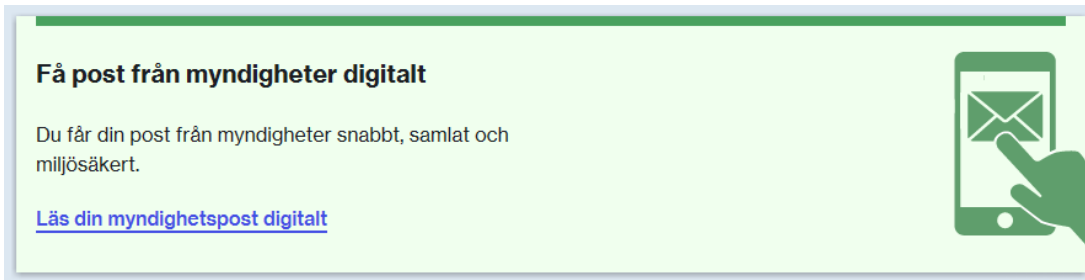 Få post från myndigheter digitalt
Du får din post från myndigheter snabbt, samlat och
miljösäkert.
Läs din myndighetspost digitalt